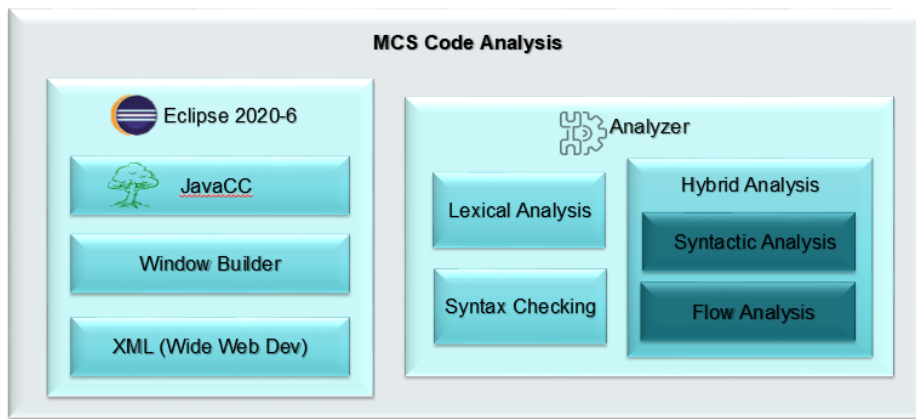 MCS Code Analysis
Eclipse 2020-6
JavaCC
Window Builder
XML (Wide Web Dev)
Analyzer
Lexical Analysis
Syntax Checking
Hybrid Analysis
Syntactic Analysis
Flow Analysis